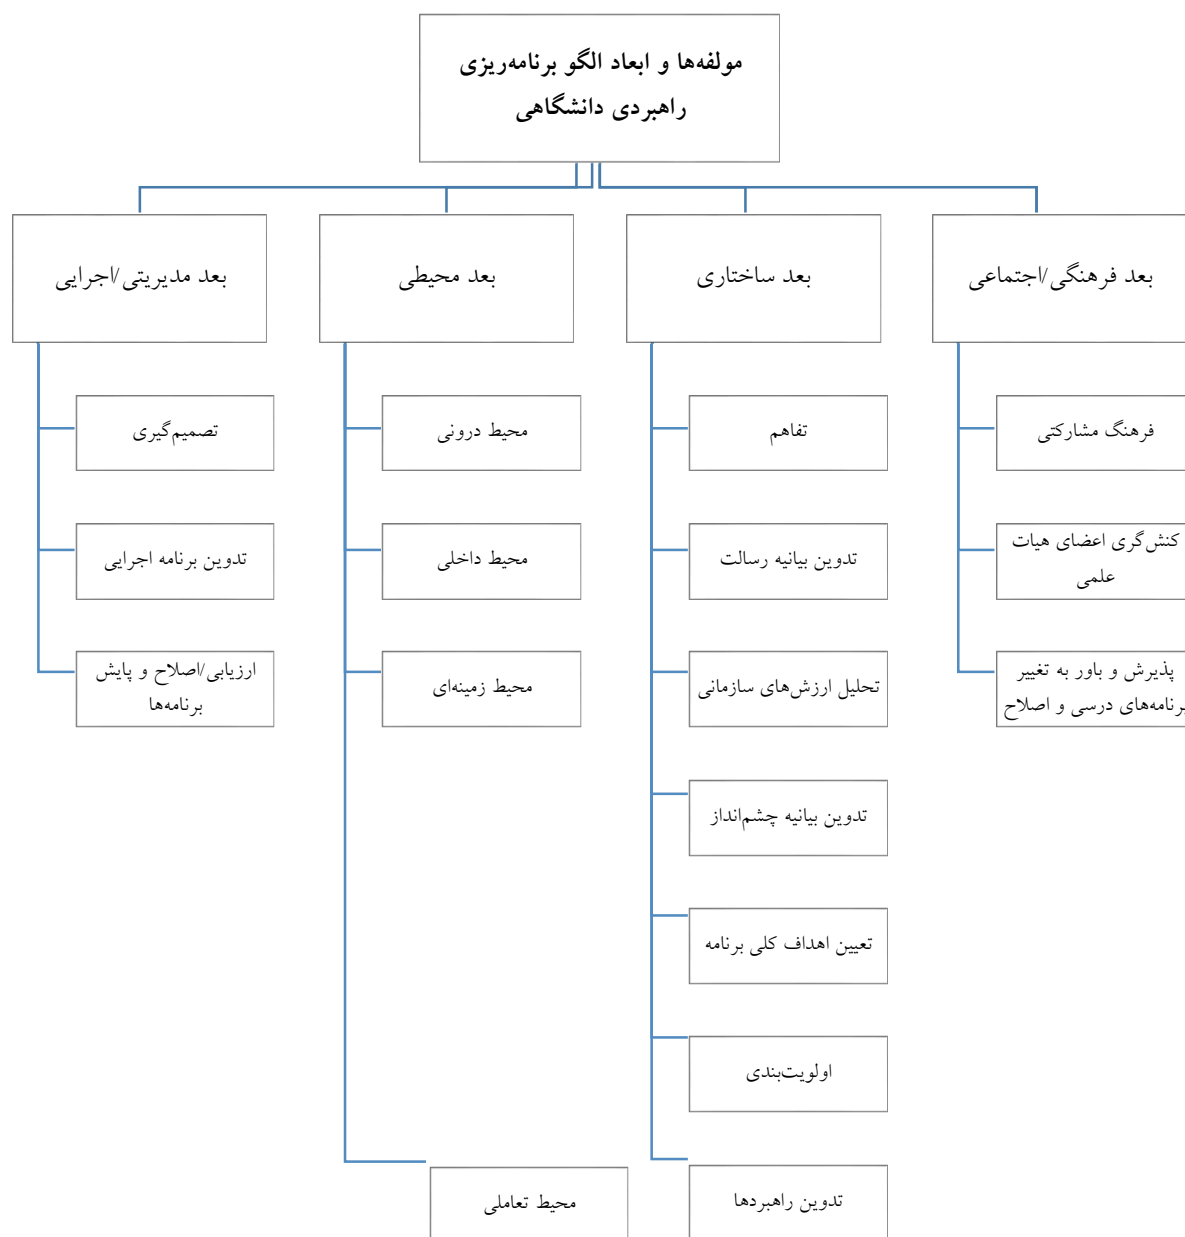 مولفه‌ها و ابعاد الگو برنامه‌ریزی
راهبردی دانشگاهی
بعد فرهنگی/اجتماعی
بعد ساختاری
بعد محیطی
بعد مدیریتی/اجرایی
فرهنگ مشارکتی
کنش‌گری اعضای هیات
علمی
پذیرش و باور به تغییر
برنامه‌های درسی و اصلاح
تفاهم
تدوین بیانیه رسالت
تحلیل ارزش‌های سازمانی
تدوین بیانیه چشم‌انداز
تعیین اهداف کلی برنامه
اولویت‌بندی
تدوین راهبردها
محیط درونی
محیط داخلی
محیط زمینه‌ای
محیط تعاملی
تصمیم‌گیری
تدوین برنامه اجرایی
ارزیابی/اصلاح و پایش
برنامه‌ها